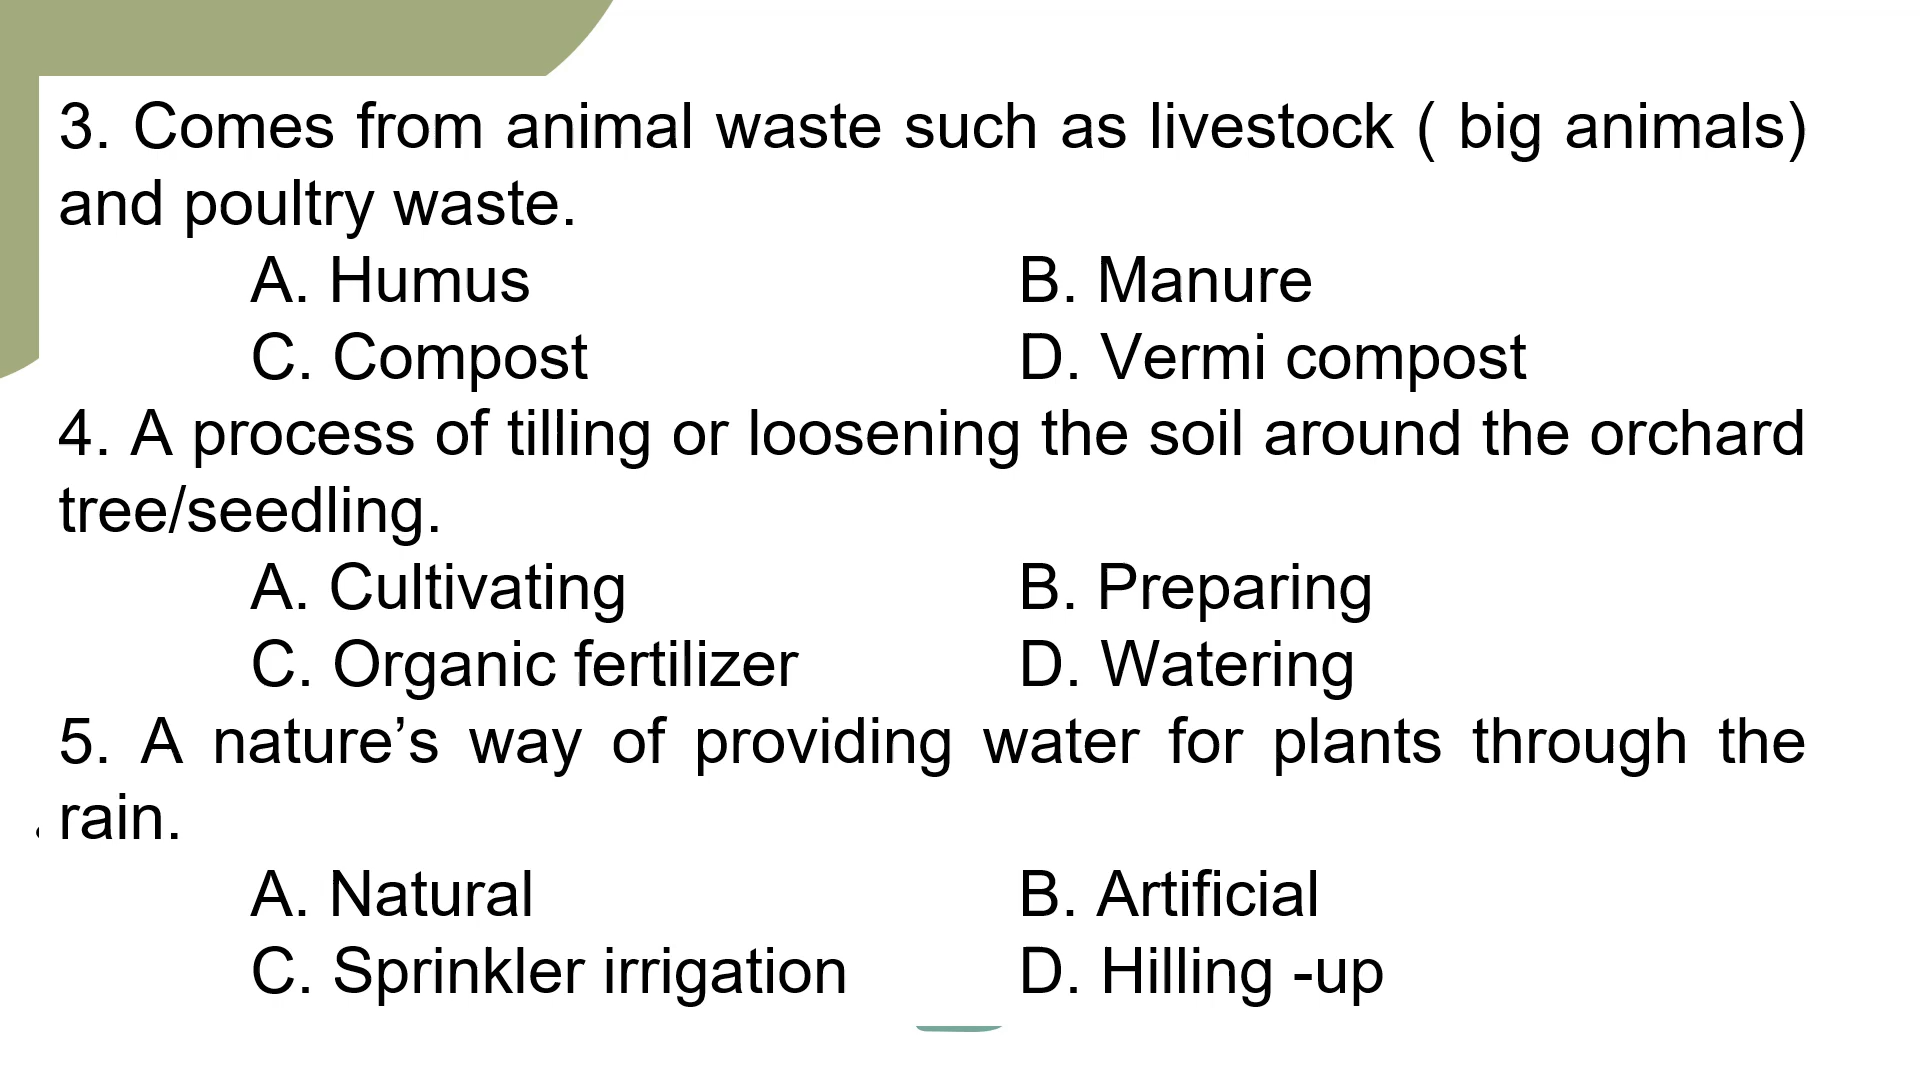 3. Comes from animal waste such as livestock ( big animals)
and poultry waste.
A. Humus B. Manure
C. Compost D. Vermi compost
4. A process of tilling or loosening the soil around the orchard
tree/seedling.
A. Cultivating B. Preparing
C. Organic fertilizer D. Watering
5. A nature’s way of providing water for plants through the
rain.
A. Natural B. Artificial
C. Sprinkler irrigation D. Hilling -up